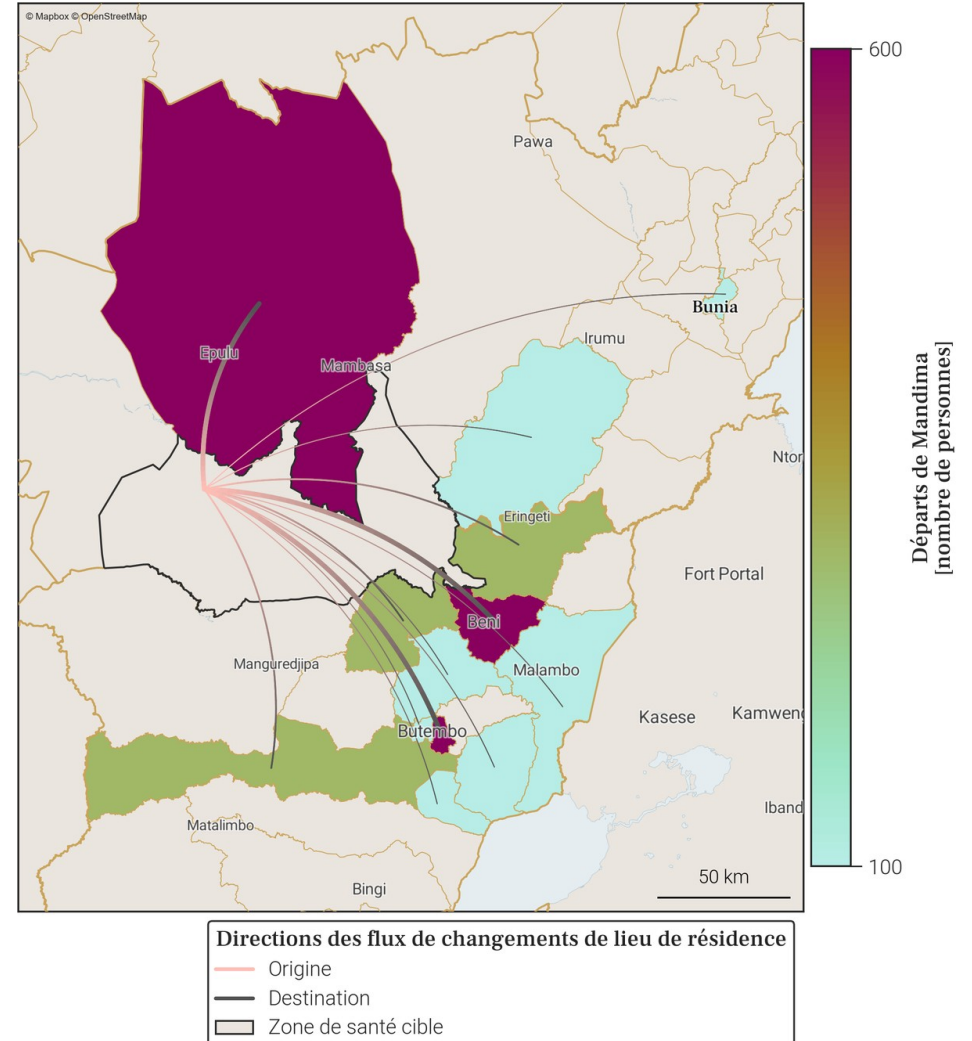 © Mapbox © OpenStreetMap
600
Pawa
Bunia
Irumu
Epulu
Mambasa
Ntor
Eringeti
Fort Portal
Beni
Manguredjipa
Malambo
Kasese
Kamweng
Butembo
Iband
Matalimbo
Bingi
50 km
100
Départs de Mandima
[nombre de personnes]
Directions des flux de changements de lieu de résidence
Origine
Destination
Zone de santé cible